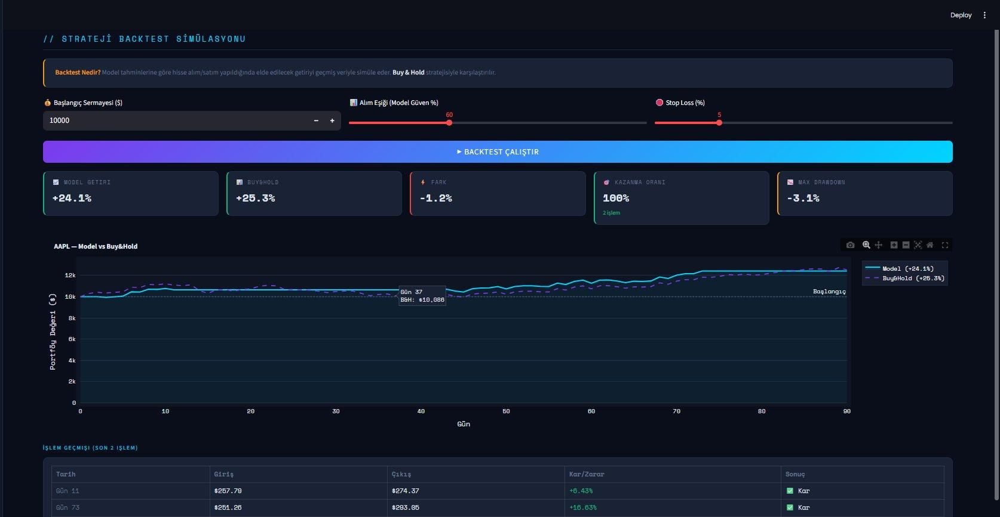 Deploy
// STRATEJİ BACKTEST SİMÜLASYONU
Backtest Nedir? Model tahminlerine göre hisse alım/satım yapıldığında elde edilecek getiriyi geçmiş veriyle simüle eder. Buy & Hold stratejisiyle karşılaştırılır.
Başlangıç Sermayesi ($)
10000
Alım Eşiği (Model Güven %)
60
Stop Loss (%)
5
BACKTEST ÇALIŞTIR
MODEL GETIRI
+24.1%
BUY&HOLD
+25.3%
FARK
-1.2%
KAZANMA ORANI
100%
2 işlem
MAX DRAWDOWN
-3.1%
AAPL — Model vs Buy&Hold
Model (+24.1%)
Buy&Hold (+25.3%)
Portföy Değeri ($)
12k
10k
8k
6k
4k
2k
0
Başlangıç
Gün 37
B&H: $10,086
0 10 20 30 40 50 60 70 80 90
Gün
İŞLEM GEÇMIŞI (SON 2 IŞLEM)
Tarih Giriş Çıkış Kar/Zarar Sonuç
Gün 11 $257.79 $274.37 +6.43% Kar
Gün 73 $251.26 $293.05 +16.63% Kar